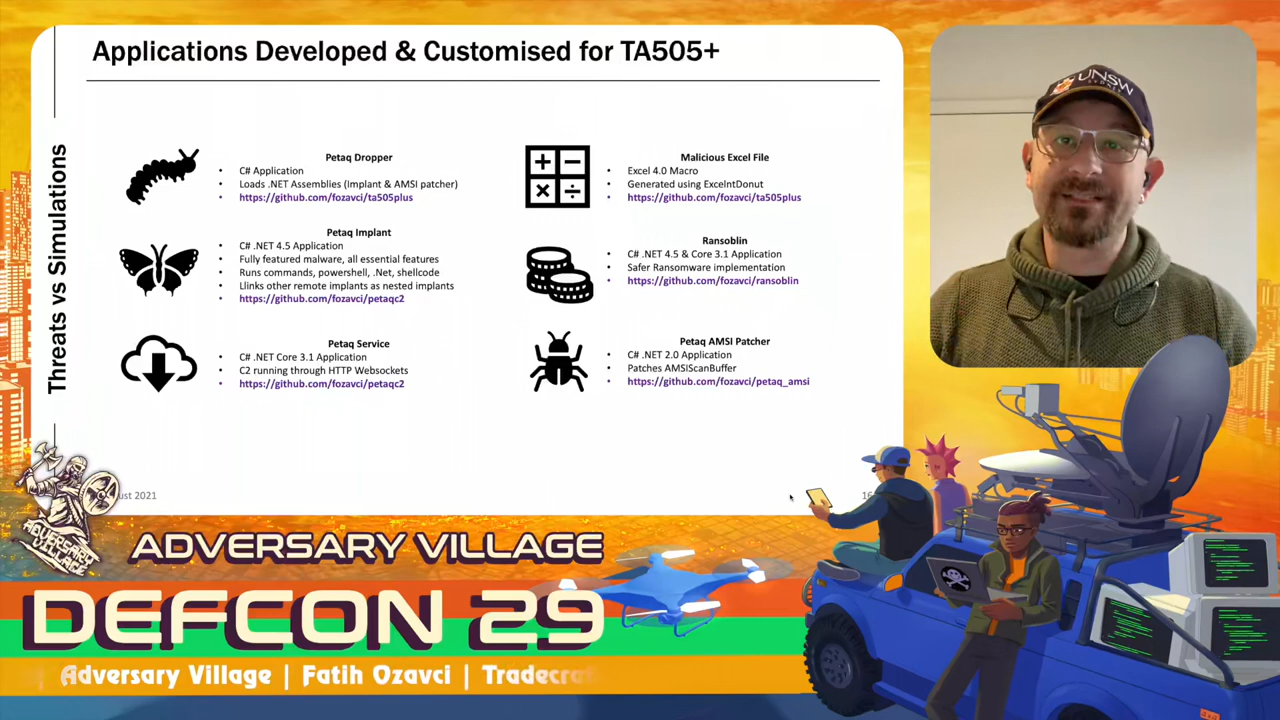 Applications Developed & Customised for TA505+
Threats vs Simulations
Petaq Dropper
• C# Application
• Loads .NET Assemblies (Implant & AMSI patcher)
• https://github.com/fozavci/ta505plus
Petaq Implant
• C# .NET 4.5 Application
• Fully featured malware, all essential features
• Runs commands, powershell, .Net, shellcode
• Llinks other remote implants as nested implants
• https://github.com/fozavci/petaqc2
Petaq Service
• C# .NET Core 3.1 Application
• C2 running through HTTP Websockets
• https://github.com/fozavci/petaqc2
Malicious Excel File
• Excel 4.0 Macro
• Generated using ExcelntDonut
• https://github.com/fozavci/ta505plus
Ransoblin
• C# .NET 4.5 & Core 3.1 Application
• Safer Ransomware implementation
• https://github.com/fozavci/ransoblin
Petaq AMSI Patcher
• C# .NET 2.0 Application
• Patches AMSIScanBuffer
• https://github.com/fozavci/petaq_amsi
UNSW
SYDNEY
ust 2021
16
ADVERSARY
VILLAGE
ADVERSARY VILLAGE
DEFCON 29
| Adversary Village | Fatih Ozavci | Tradecra